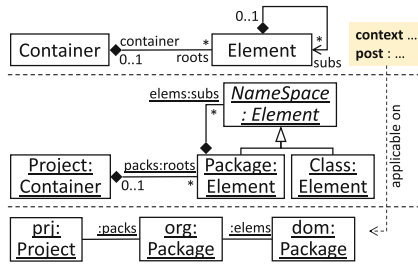 0..1
Container
container
0..1
*
roots
Element
*
subs
context ...
post : ...
applicable on
elems:subs
*
NameSpace
: Element
Project:
Container
packs:roots
0..1
*
Package:
Element
Class:
Element
prj:
Project
:packs
org:
Package
:elems
dom:
Package